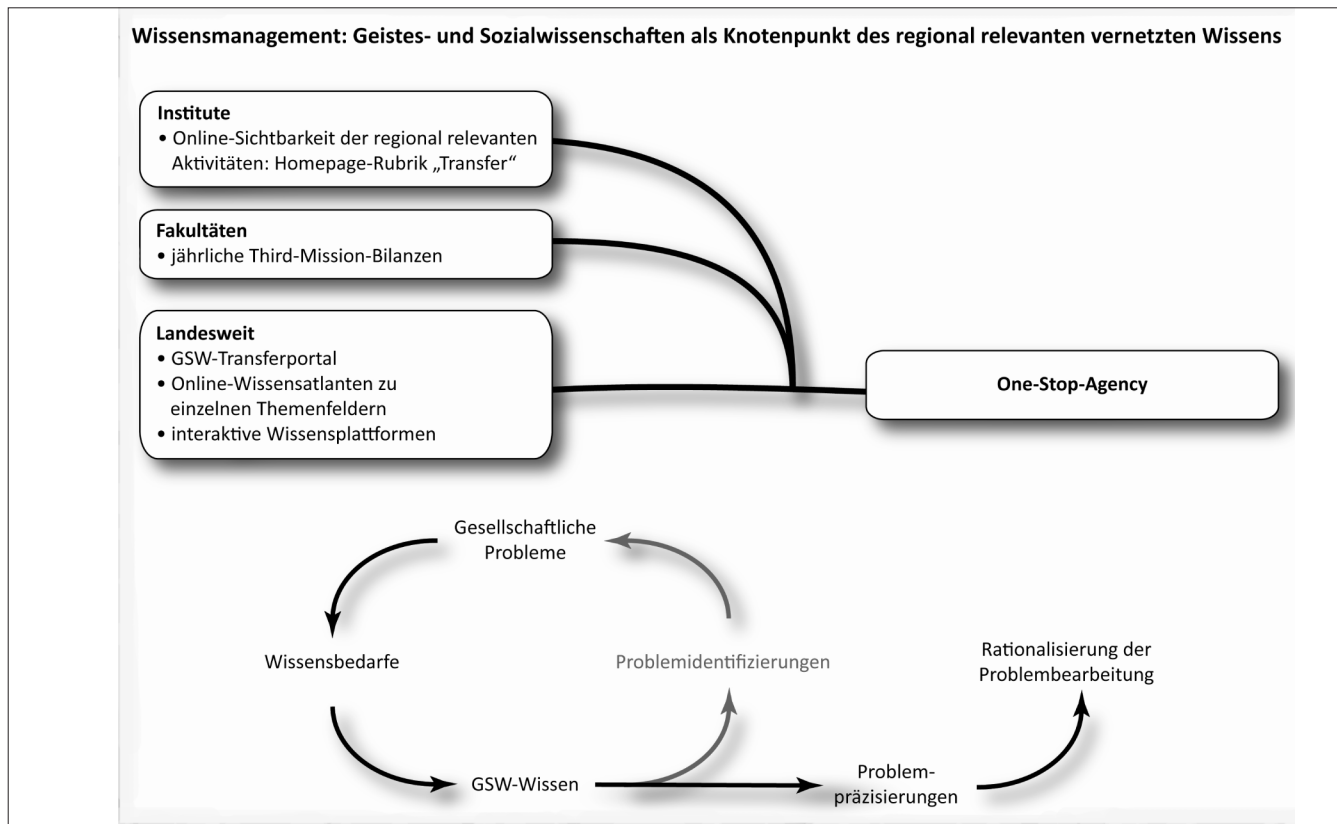 Wissensmanagement: Geistes- und Sozialwissenschaften als Knotenpunkt des regional relevanten vernetzten Wissens
Institute
• Online-Sichtbarkeit der regional relevanten
Aktivitäten: Homepage-Rubrik „Transfer“
Fakultäten
• jährliche Third-Mission-Bilanzen
Landesweit
• GSW-Transferportal
• Online-Wissensatlanten zu
einzelnen Themenfeldern
• interaktive Wissensplattformen
One-Stop-Agency
Gesellschaftliche
Probleme
Wissensbedarfe
Problemidentifizierungen
Rationalisierung der
Problembearbeitung
GSW-Wissen
Problem-
präzisierungen